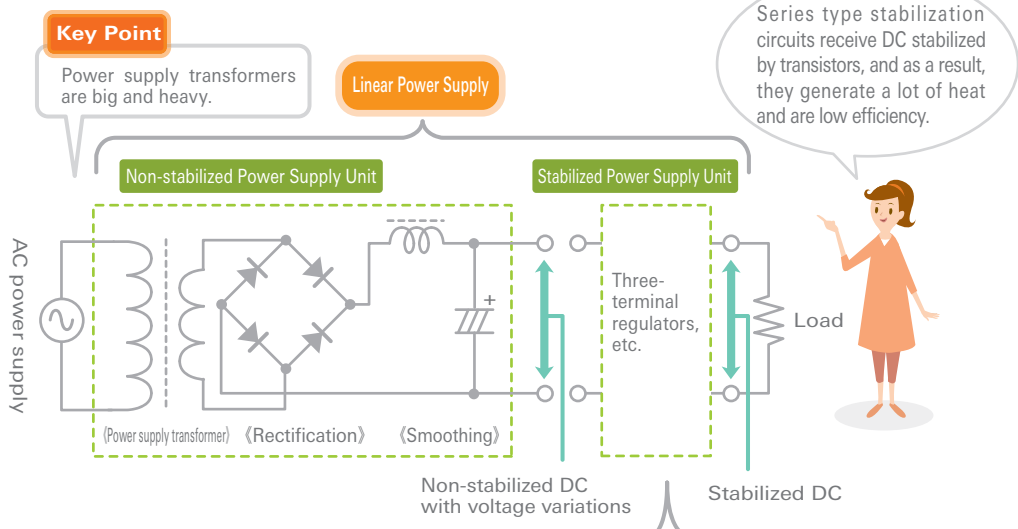 Key Point
Power supply transformers
are big and heavy.
Linear Power Supply
Series type stabilization
circuits receive DC stabilized
by transistors, and as a result,
they generate a lot of heat
and are low efficiency.
Non-stabilized Power Supply Unit
Stabilized Power Supply Unit
AC power supply
+
Three-
terminal
regulators,
etc.
Load
《Power supply transformer》 《Rectification》 《Smoothing》
Non-stabilized DC
with voltage variations
Stabilized DC